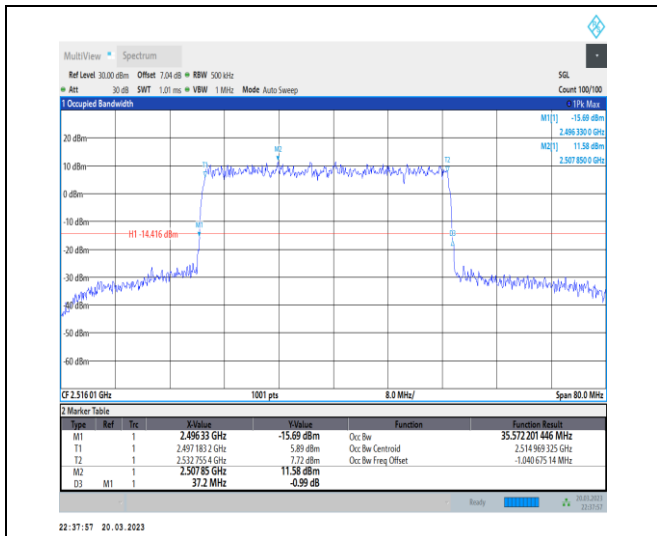 MultiView Spectrum
Ref Level 30.00 dBm Offset 7.04 dB RBW 500 kHz SGL
Att 30 dB SWT 1.01 ms VBW 1 MHz Mode Auto Sweep Count 100/100
1 Occupied Bandwidth 1Pk Max
M1[1] -15.69 dBm
2.496 330 0 GHz
M2[1] 11.58 dBm
2.507 850 0 GHz
20 dBm
M2
T1 T2
10 dBm
0 dBm
-10 dBm
M1
H1 -14.416 dBm D3
-20 dBm
-30 dBm
-40 dBm
-50 dBm
-60 dBm
CF 2.516 01 GHz 1001 pts 8.0 MHz/ Span 80.0 MHz
2 Marker Table
Type Ref Trc X-Value Y-Value Function Function Result
M1 1 2.496 33 GHz -15.69 dBm Occ Bw 35.572 201 446 MHz
T1 1 2.497 183 2 GHz 5.89 dBm Occ Bw Centroid 2.514 969 325 GHz
T2 1 2.532 755 4 GHz 7.72 dBm Occ Bw Freq Offset -1.040 675 14 MHz
M2 1 2.507 85 GHz 11.58 dBm
D3 M1 1 37.2 MHz -0.99 dB
Ready 20.03.2023
22:37:57
22:37:57 20.03.2023